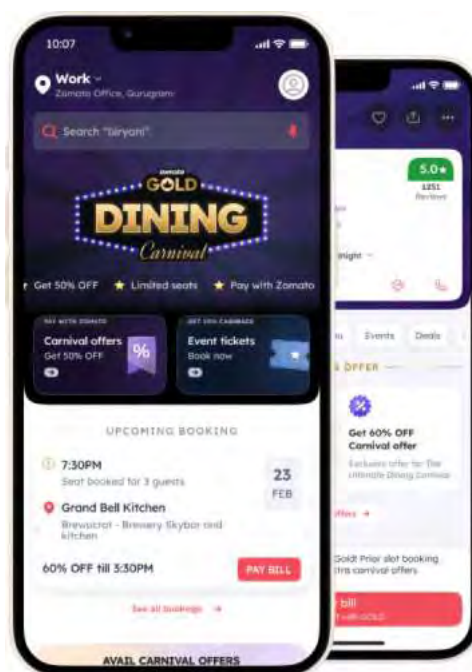 10:07
Work
Zomato Office, Gurugram
Search "biryani"
zomato
GOLD
DINING
Carnival
Get 50% OFF ★ Limited seats ★ Pay with Zomato
PAY WITH ZOMATO
Carnival offers
Get 50% OFF
%
Event tickets
Book now
UPCOMING BOOKING
7:30PM
Seat booked for 3 guests
23
FEB
Grand Bell Kitchen
Brewsicrat - Brewery Skybar and
kitchen
60% OFF till 3:30PM
PAY BILL
See all bookings →
AVAIL CARNIVAL OFFERS
5.0★
1251
Reviews
Events
Deals
OFFER
Get 60% OFF
Carnival offer
Exclusive offer for The
Ultimate Dining Carnival
Gold! Prior slot booking
carnival offers
bill
GOLD